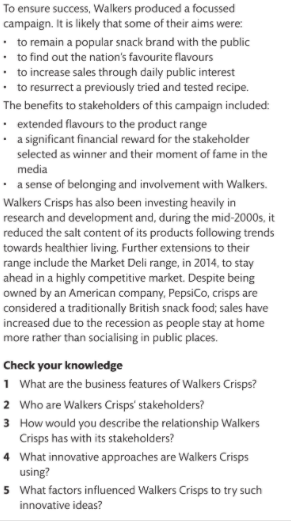 To ensure success, Walkers produced a focussed
campaign. It is likely that some of their aims were:
• to remain a popular snack brand with the public
• to find out the nation's favourite flavours
• to increase sales through daily public interest
• to resurrect a previously tried and tested recipe.
The benefits to stakeholders of this campaign included:
• extended flavours to the product range
• a significant financial reward for the stakeholder
selected as winner and their moment of fame in the
media
• a sense of belonging and involvement with Walkers.
Walkers Crisps has also been investing heavily in
research and development and, during the mid-2000s, it
reduced the salt content of its products following trends
towards healthier living. Further extensions to their
range include the Market Deli range, in 2014, to stay
ahead in a highly competitive market. Despite being
owned by an American company, PepsiCo, crisps are
considered a traditionally British snack food; sales have
increased due to the recession as people stay at home
more rather than socialising in public places.
Check your knowledge
1 What are the business features of Walkers Crisps?
2 Who are Walkers Crisps' stakeholders?
3 How would you describe the relationship Walkers
Crisps has with its stakeholders?
4 What innovative approaches are Walkers Crisps
using?
5 What factors influenced Walkers Crisps to try such
innovative ideas?